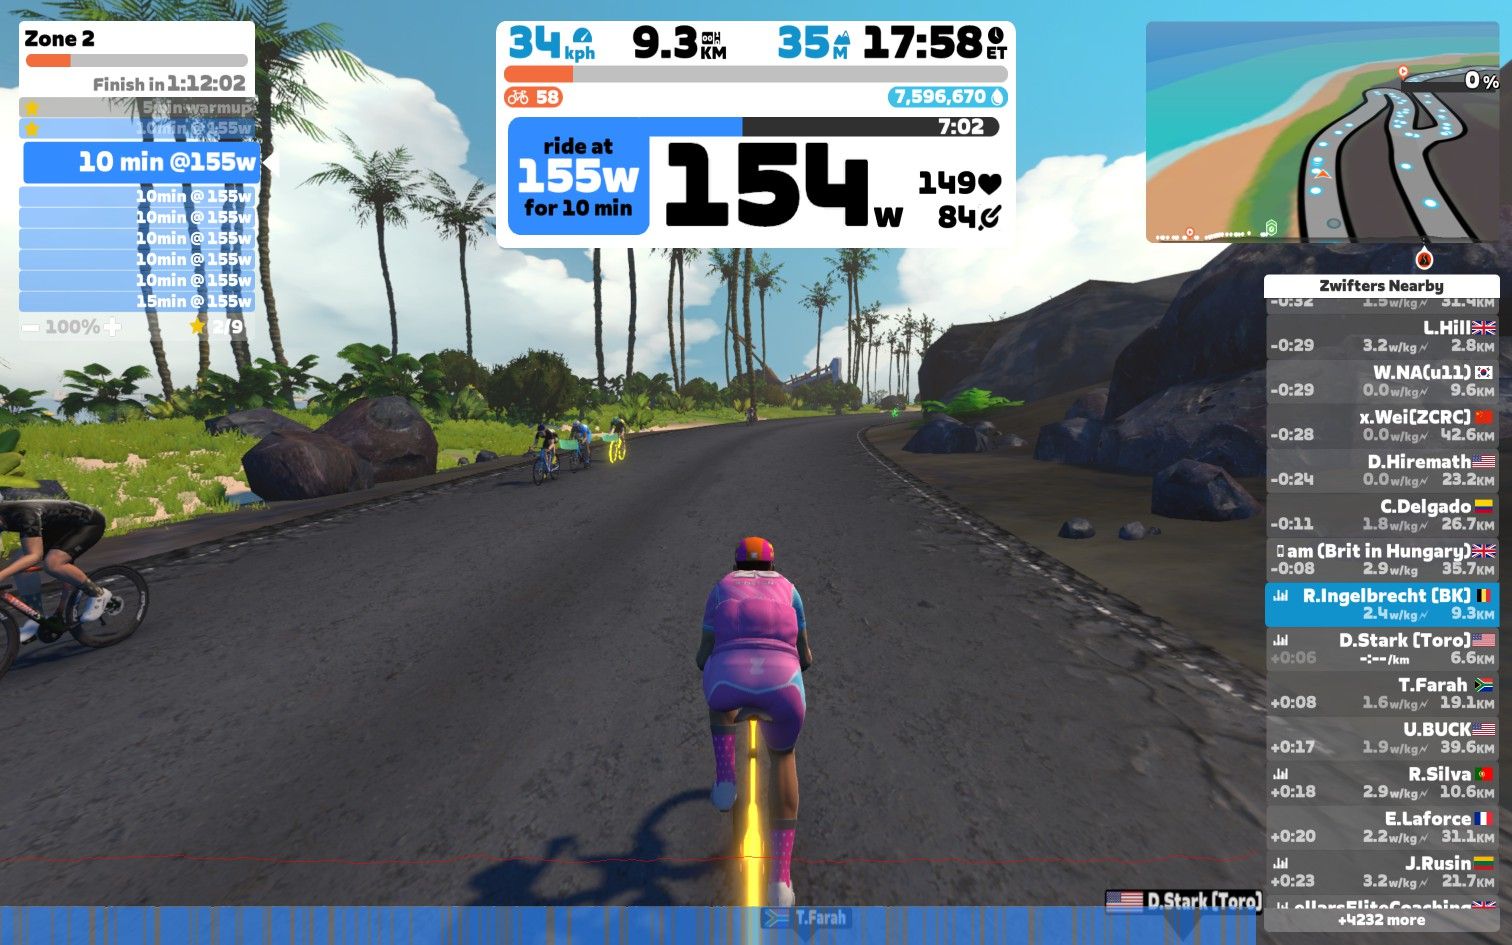 Zone 2
Finish in 1:12:02
5min warmup
10min @ 155w
10 min @155w
10min @ 155w
10min @ 155w
10min @ 155w
10min @ 155w
10min @ 155w
15min @ 155w
100%
2/9
34 kph 9.3 KM 35 M 17:58 ET
58
7,596,670
7:02
ride at
155w
for 10 min
154 w
149
84
0 %
Zwifters Nearby
-0:32 1.5w/kg 31.4KM
L.Hill
-0:29 3.2w/kg 2.8KM
W.NA(u11)
-0:29 0.0w/kg 9.6KM
x.Wei[ZCRC]
-0:28 0.0w/kg 42.6KM
D.Hiremath
-0:24 0.0w/kg 23.2KM
C.Delgado
-0:11 1.8w/kg 26.7KM
am (Brit in Hungary)
-0:08 2.9w/kg 35.7KM
R.Ingelbrecht [BK]
2.4w/kg 9.3KM
D.Stark [Toro]
+0:06 -:--/km 6.6KM
T.Farah
+0:08 1.6w/kg 19.1KM
U.BUCK
+0:17 1.9w/kg 39.6KM
R.Silva
+0:18 2.9w/kg 10.6KM
E.Laforce
+0:20 2.2w/kg 31.1KM
J.Rusin
+0:23 3.2w/kg 21.7KM
ollarsEliteCoaching
+4232 more
D.Stark [Toro]
T.Farah